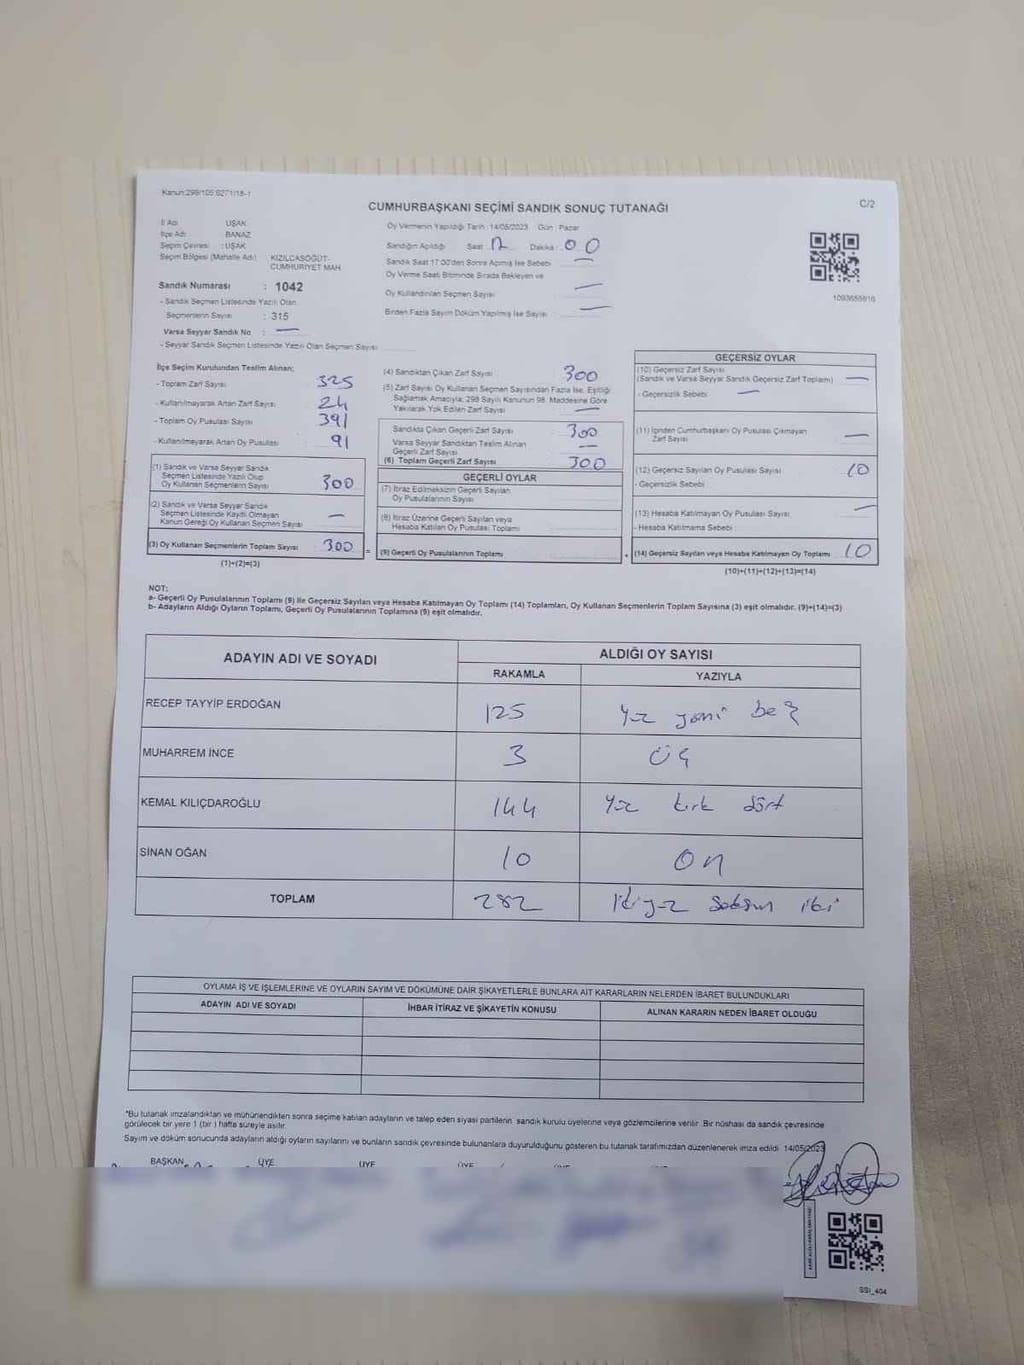 Kanun:298/105 6271/18-1
C/2
CUMHURBAŞKANI SEÇİMİ SANDIK SONUÇ TUTANAĞI
İl Adı : UŞAK
İlçe Adı : BANAZ
Seçim Çevresi : UŞAK
Seçim Bölgesi (Mahalle Adı) : KIZILCASÖĞÜT-
CUMHURİYET MAH
Sandık Numarası : 1042
- Sandık Seçmen Listesinde Yazılı Olan
Seçmenlerin Sayısı : 315
Varsa Seyyar Sandık No : —
- Seyyar Sandık Seçmen Listesinde Yazılı Olan Seçmen Sayısı
Oy Vermenin Yapıldığı Tarih :14/05/2023 Gün : Pazar
Sandığın Açıldığı Saat : Dakika : 00
Sandık Saat 17:00'den Sonra Açılmış İse Sebebi —
Oy Verme Saati Bitiminde Sırada Bekleyen ve
Oy Kullandırılan Seçmen Sayısı —
Birden Fazla Sayım Döküm Yapılmış İse Sayısı —
1093655816
İlçe Seçim Kurulundan Teslim Alınan;
- Toplam Zarf Sayısı 325
- Kullanılmayarak Artan Zarf Sayısı 24
- Toplam Oy Pusulası Sayısı 391
- Kullanılmayarak Artan Oy Pusulası 91
(1) Sandık ve Varsa Seyyar Sandık
Seçmen Listesinde Yazılı Olup
Oy Kullanan Seçmenlerin Sayısı 300
(2) Sandık ve Varsa Seyyar Sandık
Seçmen Listesinde Kaydı Olmayan
Kanun Gereği Oy Kullanan Seçmen Sayısı —
(3) Oy Kullanan Seçmenlerin Toplam Sayısı 300 =
(1)+(2)=(3)
(4) Sandıktan Çıkan Zarf Sayısı 300
(5) Zarf Sayısı Oy Kullanan Seçmen Sayısından Fazla İse, Eşitliği
Sağlamak Amacıyla; 298 Sayılı Kanunun 98. Maddesine Göre
Yakılarak Yok Edilen Zarf Sayısı —
Sandıkta Çıkan Geçerli Zarf Sayısı 300
Varsa Seyyar Sandıktan Teslim Alınan
Geçerli Zarf Sayısı —
(6) Toplam Geçerli Zarf Sayısı 300
GEÇERLİ OYLAR
(7) İtiraz Edilmeksizin Geçerli Sayılan
Oy Pusulalarının Sayısı
(8) İtiraz Üzerine Geçerli Sayılan veya
Hesaba Katılan Oy Pusulası Toplamı
(9) Geçerli Oy Pusulalarının Toplamı +
GEÇERSİZ OYLAR
(10) Geçersiz Zarf Sayısı
(Sandık ve Varsa Seyyar Sandık Geçersiz Zarf Toplamı) —
- Geçersizlik Sebebi —
(11) İçinden Cumhurbaşkanı Oy Pusulası Çıkmayan
Zarf Sayısı —
(12) Geçersiz Sayılan Oy Pusulası Sayısı 10
- Geçersizlik Sebebi
(13) Hesaba Katılmayan Oy Pusulası Sayısı —
- Hesaba Katılmama Sebebi
(14) Geçersiz Sayılan veya Hesaba Katılmayan Oy Toplamı 10
(10)+(11)+(12)+(13)=(14)
NOT:
a- Geçerli Oy Pusulalarının Toplamı (9) ile Geçersiz Sayılan veya Hesaba Katılmayan Oy Toplamı (14) Toplamları, Oy Kullanan Seçmenlerin Toplam Sayısına (3) eşit olmalıdır. (9)+(14)=(3)
b- Adayların Aldığı Oyların Toplamı, Geçerli Oy Pusulalarının Toplamına (9) eşit olmalıdır.
ADAYIN ADI VE SOYADI ALDIĞI OY SAYISI
RAKAMLA YAZIYLA
RECEP TAYYİP ERDOĞAN 125 Yüz yirmi beş
MUHARREM İNCE 3 üç
KEMAL KILIÇDAROĞLU 144 Yüz kırk dört
SİNAN OĞAN 10 on
TOPLAM 282 ikiyüz seksen iki
OYLAMA İŞ VE İŞLEMLERİNE VE OYLARIN SAYIM VE DÖKÜMÜNE DAİR ŞİKAYETLERLE BUNLARA AİT KARARLARIN NELERDEN İBARET BULUNDUKLARI
ADAYIN ADI VE SOYADI İHBAR İTİRAZ VE ŞİKAYETİN KONUSU ALINAN KARARIN NEDEN İBARET OLDUĞU
*Bu tutanak imzalandıktan ve mühürlendikten sonra seçime katılan adayların ve talep eden siyasi partilerin sandık kurulu üyelerine veya gözlemcilerine verilir. Bir nüshası da sandık çevresinde
görülecek bir yere 1 (bir ) hafta süreyle asılır.
Sayım ve döküm sonucunda adayların aldığı oyların sayılarını ve bunların sandık çevresinde bulunanlara duyurulduğunu gösteren bu tutanak tarafımızdan düzenlenerek imza edildi 14/05/2023
BAŞKAN ÜYE ÜYE ÜYE
SSI_404